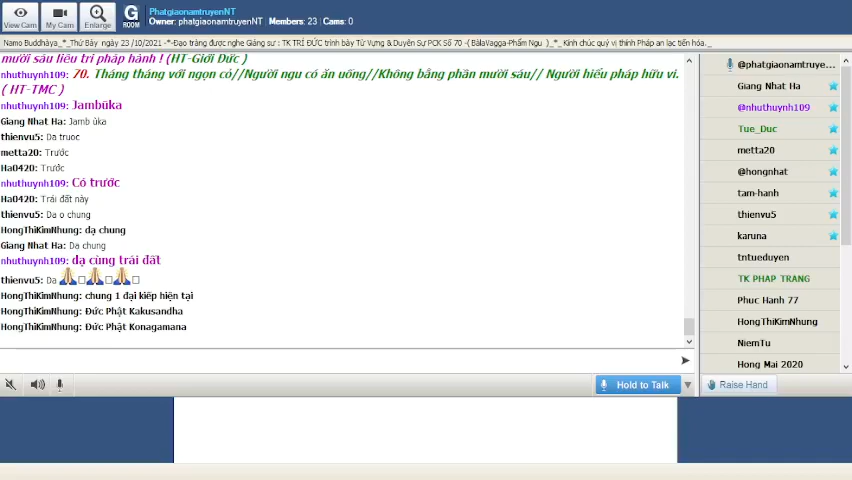 View Cam
My Cam
Enlarge
G
ROOM
PhatgiaonamtruyenNT
Owner: phatgiaonamtruyenNT Members: 23 Cams: 0
Namo Buddhàya_*_Thứ Bảy ngày 23 /10/2021 -*-Đạo tràng được nghe Giảng sư : TK TRÍ ĐỨC trình bày Từ Vựng & Duyên Sự PCK Số 70 -( BàlaVagga-Phẩm Ngu )_*_ Kính chúc quý vị thính Pháp an lạc tiến hóa._
mười sáu liễu tri pháp hành ! (HT-Giới Đức )
nhuthuynh109: 70. Tháng tháng với ngọn cỏ//Người ngu có ăn uống//Không bằng phần mười sáu// Người hiểu pháp hữu vi.
( HT-TMC )
nhuthuynh109: Jambūka
Giang Nhat Ha: Jamb ūka
thienvu5: Da truoc
metta20: Trước
Ha0420: Trước
nhuthuynh109: Có trước
Ha0420: Trái đất này
thienvu5: Da o chung
HongThiKimNhung: dạ chung
Giang Nhat Ha: Da chung
nhuthuynh109: dạ cùng trái đất
thienvu5: Da
HongThiKimNhung: chung 1 đại kiếp hiện tại
HongThiKimNhung: Đức Phật Kakusandha
HongThiKimNhung: Đức Phật Konagamana
Hold to Talk
@phatgiaonamtruye...
Giang Nhat Ha
@nhuthuynh109
Tue_Duc
metta20
@hongnhat
tam-hanh
thienvu5
karuna
tntueduyen
TK PHAP TRANG
Phuc Hanh 77
HongThiKimNhung
NiemTu
Hong Mai 2020
Raise Hand